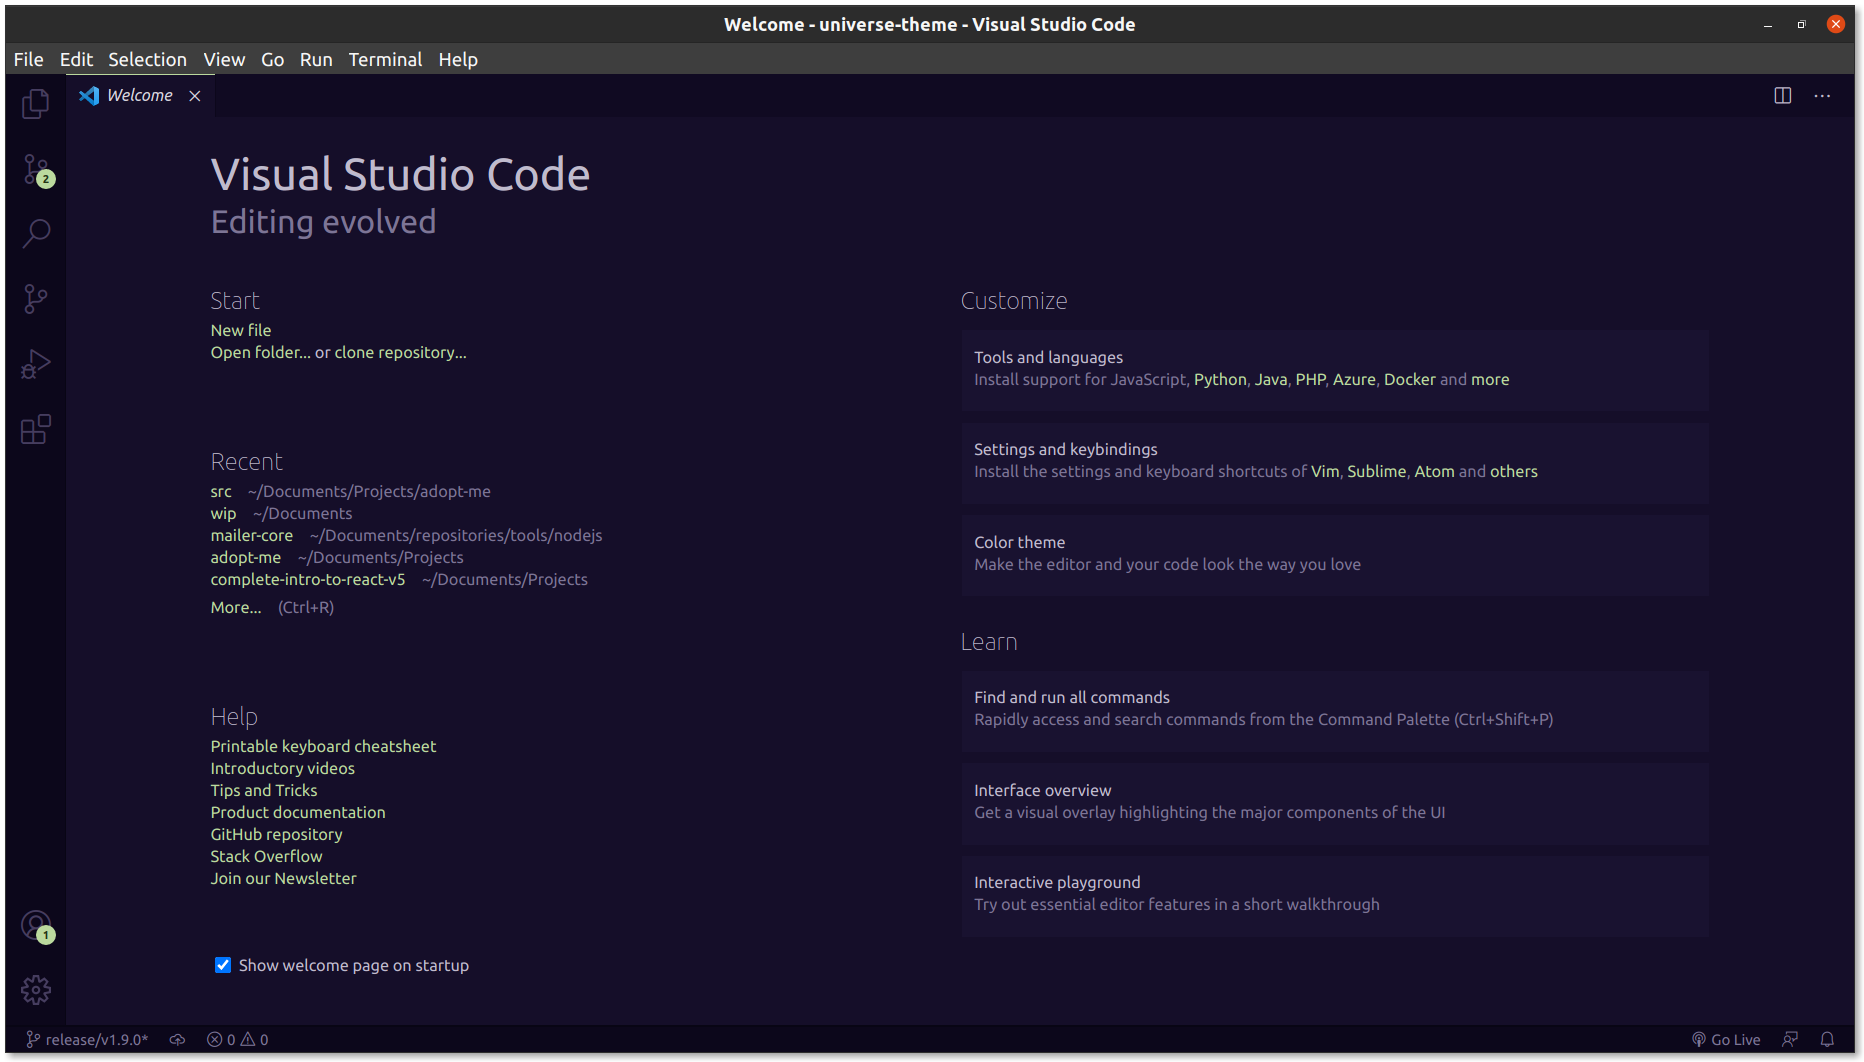 Welcome - universe-theme - Visual Studio Code
File Edit Selection View Go Run Terminal Help
Welcome
2
Visual Studio Code
Editing evolved
Start
New file
Open folder... or clone repository...
Recent
src ~/Documents/Projects/adopt-me
wip ~/Documents
mailer-core ~/Documents/repositories/tools/nodejs
adopt-me ~/Documents/Projects
complete-intro-to-react-v5 ~/Documents/Projects
More... (Ctrl+R)
Help
Printable keyboard cheatsheet
Introductory videos
Tips and Tricks
Product documentation
GitHub repository
Stack Overflow
Join our Newsletter
Show welcome page on startup
Customize
Tools and languages
Install support for JavaScript, Python, Java, PHP, Azure, Docker and more
Settings and keybindings
Install the settings and keyboard shortcuts of Vim, Sublime, Atom and others
Color theme
Make the editor and your code look the way you love
Learn
Find and run all commands
Rapidly access and search commands from the Command Palette (Ctrl+Shift+P)
Interface overview
Get a visual overlay highlighting the major components of the UI
Interactive playground
Try out essential editor features in a short walkthrough
1
release/v1.9.0* 0 0 Go Live